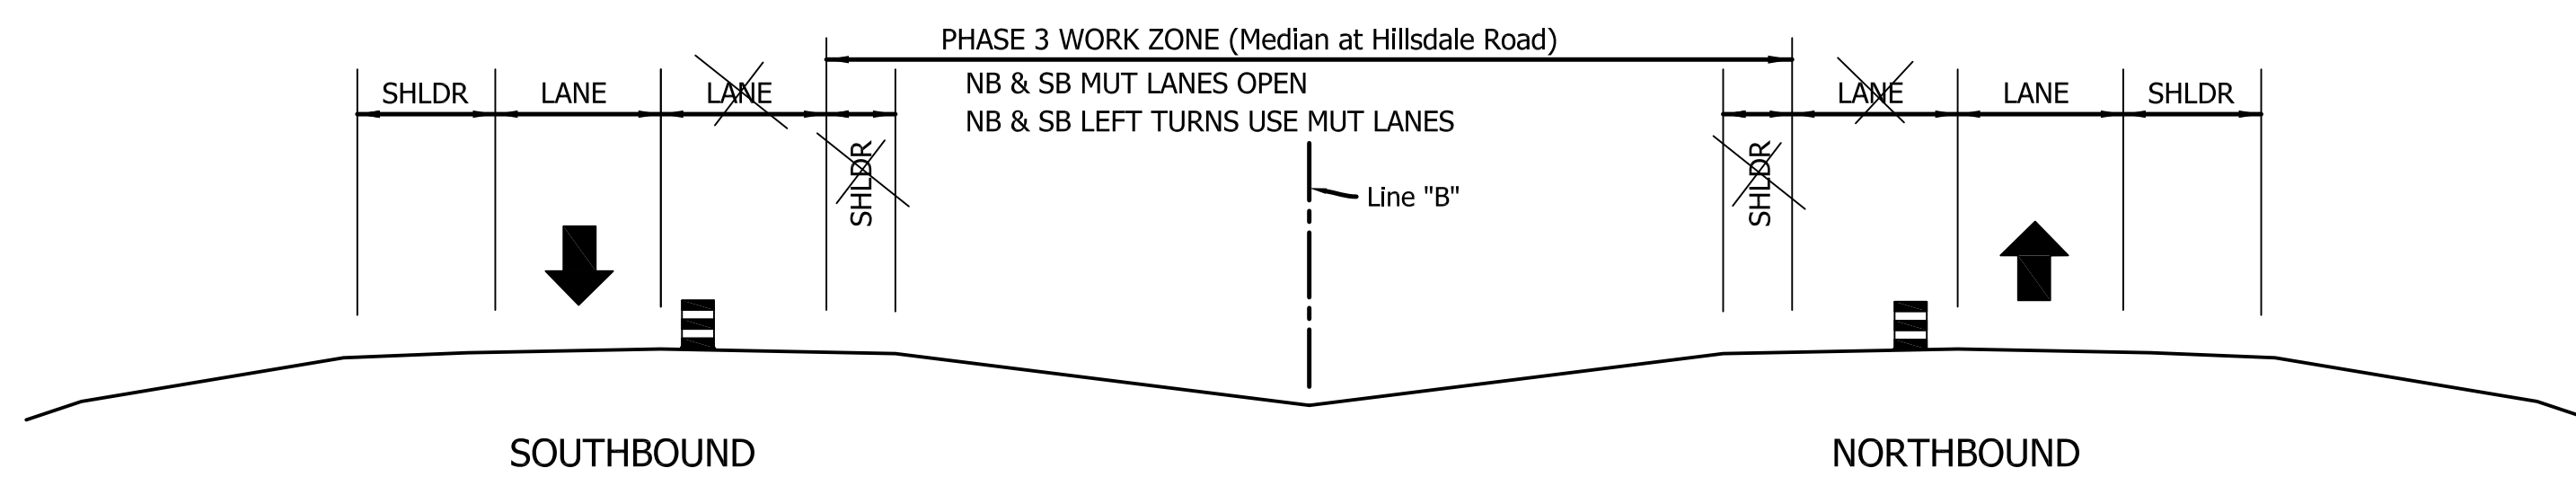 PHASE 3 WORK ZONE (Median at Hillsdale Road)
SHLDR LANE LANE
NB & SB MUT LANES OPEN
LANE LANE SHLDR
NB & SB LEFT TURNS USE MUT LANES
SHLDR
SHLDR
Line "B"
SOUTHBOUND
NORTHBOUND